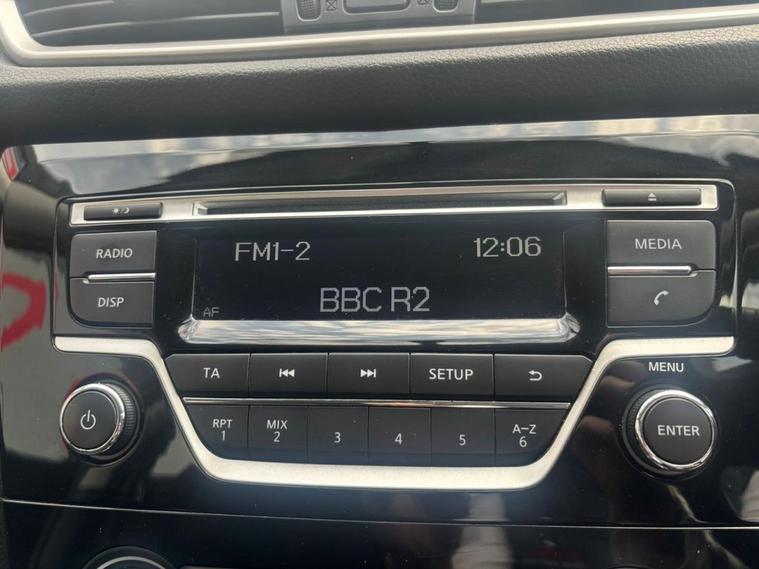 RADIO
DISP
FM1-2 12:06
BBC R2
AF
MEDIA
TA SETUP
MENU
RPT 1 MIX 2 3 4 5 A-Z 6
ENTER